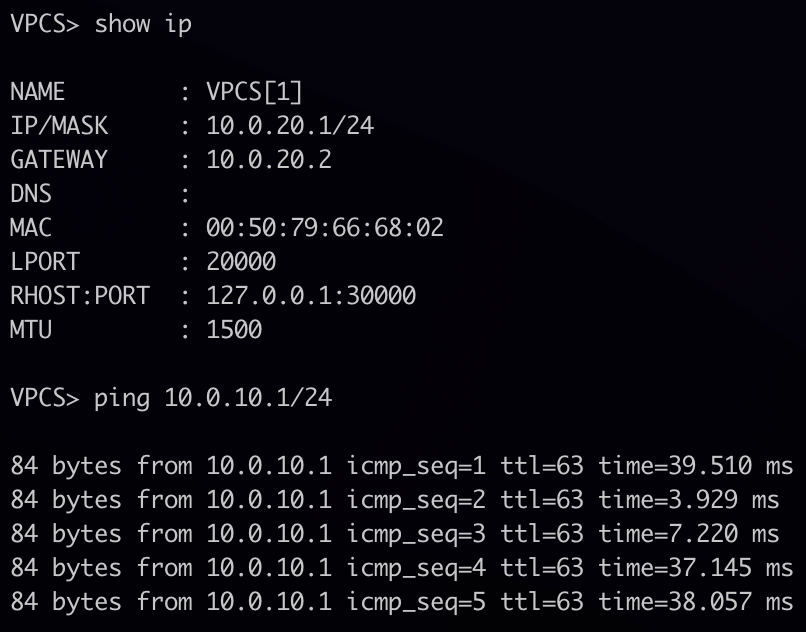 VPCS> show ip
NAME        : VPCS[1]
IP/MASK     : 10.0.20.1/24
GATEWAY     : 10.0.20.2
DNS         :
MAC         : 00:50:79:66:68:02
LPORT       : 20000
RHOST:PORT  : 127.0.0.1:30000
MTU         : 1500
VPCS> ping 10.0.10.1/24
84 bytes from 10.0.10.1 icmp_seq=1 ttl=63 time=39.510 ms
84 bytes from 10.0.10.1 icmp_seq=2 ttl=63 time=3.929 ms
84 bytes from 10.0.10.1 icmp_seq=3 ttl=63 time=7.220 ms
84 bytes from 10.0.10.1 icmp_seq=4 ttl=63 time=37.145 ms
84 bytes from 10.0.10.1 icmp_seq=5 ttl=63 time=38.057 ms